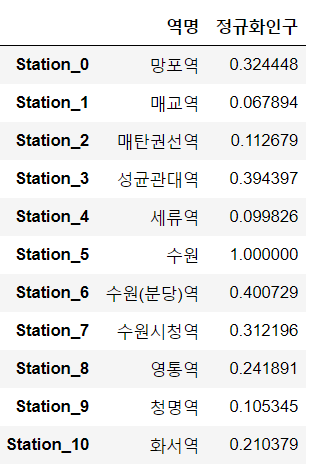 역명 정규화인구
Station_0 망포역 0.324448
Station_1 매교역 0.067894
Station_2 매탄권선역 0.112679
Station_3 성균관대역 0.394397
Station_4 세류역 0.099826
Station_5 수원 1.000000
Station_6 수원(분당)역 0.400729
Station_7 수원시청역 0.312196
Station_8 영통역 0.241891
Station_9 청명역 0.105345
Station_10 화서역 0.210379